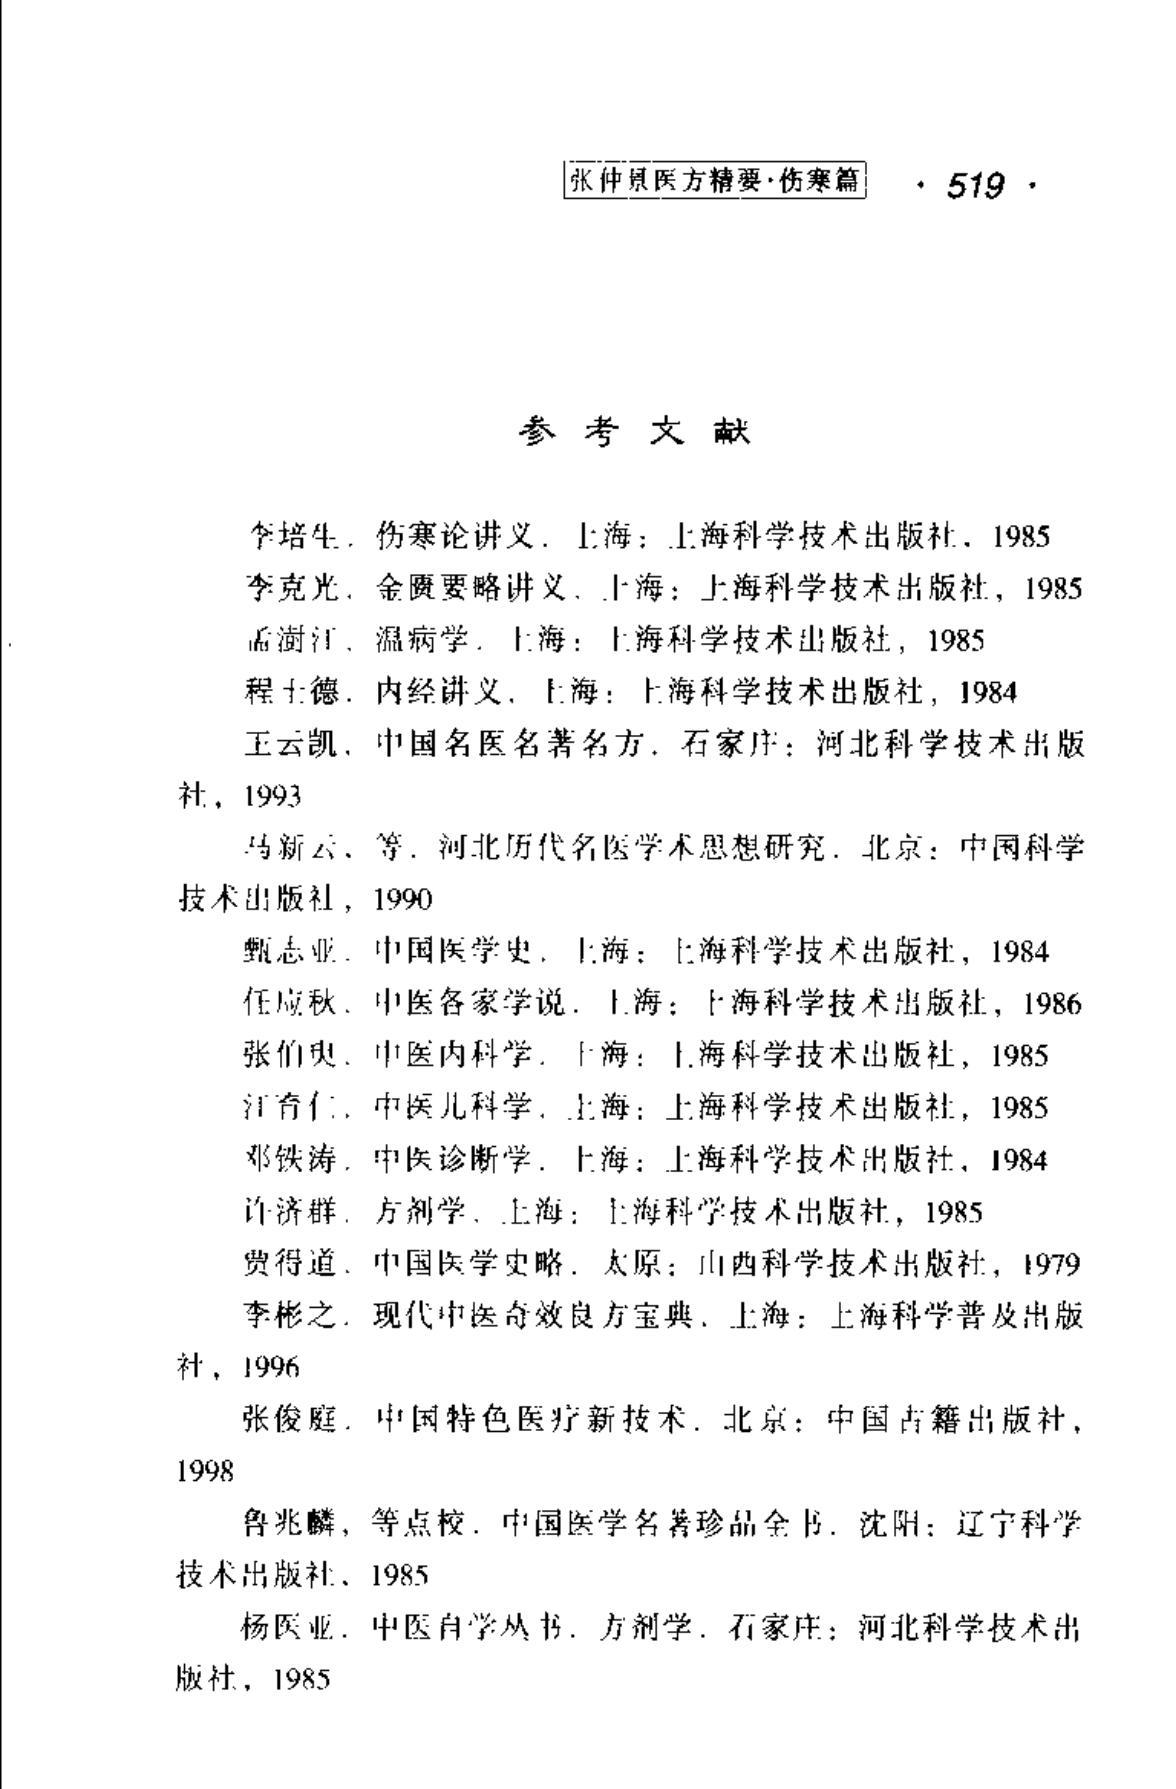 张仲景医方精要·伤寒篇 · 519 ·
参考文献
李培生. 伤寒论讲义. 上海: 上海科学技术出版社, 1985
李克光. 金匮要略讲义. 上海: 上海科学技术出版社, 1985
孟澍江. 温病学. 上海: 上海科学技术出版社, 1985
程士德. 内经讲义. 上海: 上海科学技术出版社, 1984
王云凯. 中国名医名著名方. 石家庄: 河北科学技术出版
社, 1993
马新云, 等. 河北历代名医学术思想研究. 北京: 中国科学
技术出版社, 1990
甄志亚. 中国医学史. 上海: 上海科学技术出版社, 1984
任应秋. 中医各家学说. 上海: 上海科学技术出版社, 1986
张伯臾. 中医内科学. 上海: 上海科学技术出版社, 1985
江育仁. 中医儿科学. 上海: 上海科学技术出版社, 1985
邓铁涛. 中医诊断学. 上海: 上海科学技术出版社, 1984
许济群. 方剂学. 上海: 上海科学技术出版社, 1985
贾得道. 中国医学史略. 太原: 山西科学技术出版社, 1979
李彬之. 现代中医奇效良方宝典. 上海: 上海科学普及出版
社, 1996
张俊庭. 中国特色医疗新技术. 北京: 中国古籍出版社,
1998
鲁兆麟, 等点校. 中国医学名著珍品全书. 沈阳: 辽宁科学
技术出版社, 1985
杨医亚. 中医自学丛书. 方剂学. 石家庄: 河北科学技术出
版社, 1985